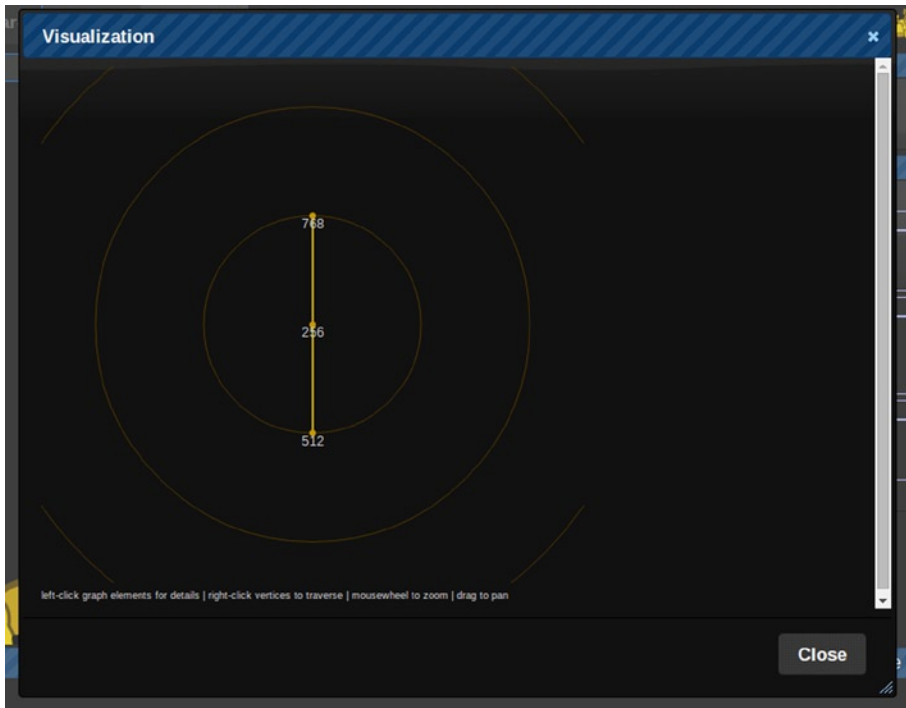 Visualization
768
256
512
left-click graph elements for details | right-click vertices to traverse | mousewheel to zoom | drag to pan
Close